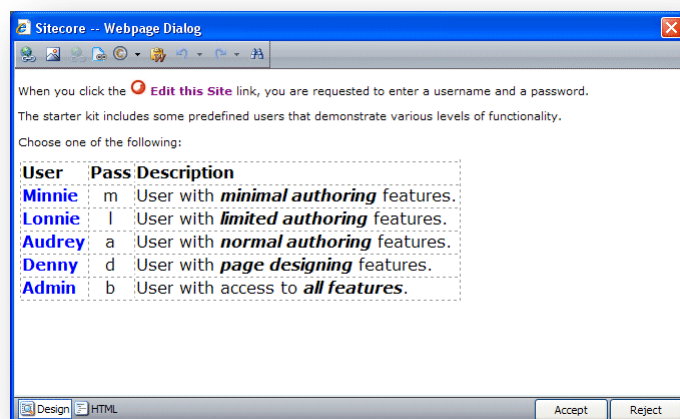 Sitecore -- Webpage Dialog
When you click the Edit this Site link, you are requested to enter a username and a password.
The starter kit includes some predefined users that demonstrate various levels of functionality.
Choose one of the following:
User Pass Description
Minnie m User with minimal authoring features.
Lonnie l User with limited authoring features.
Audrey a User with normal authoring features.
Denny d User with page designing features.
Admin b User with access to all features.
Design HTML Accept Reject